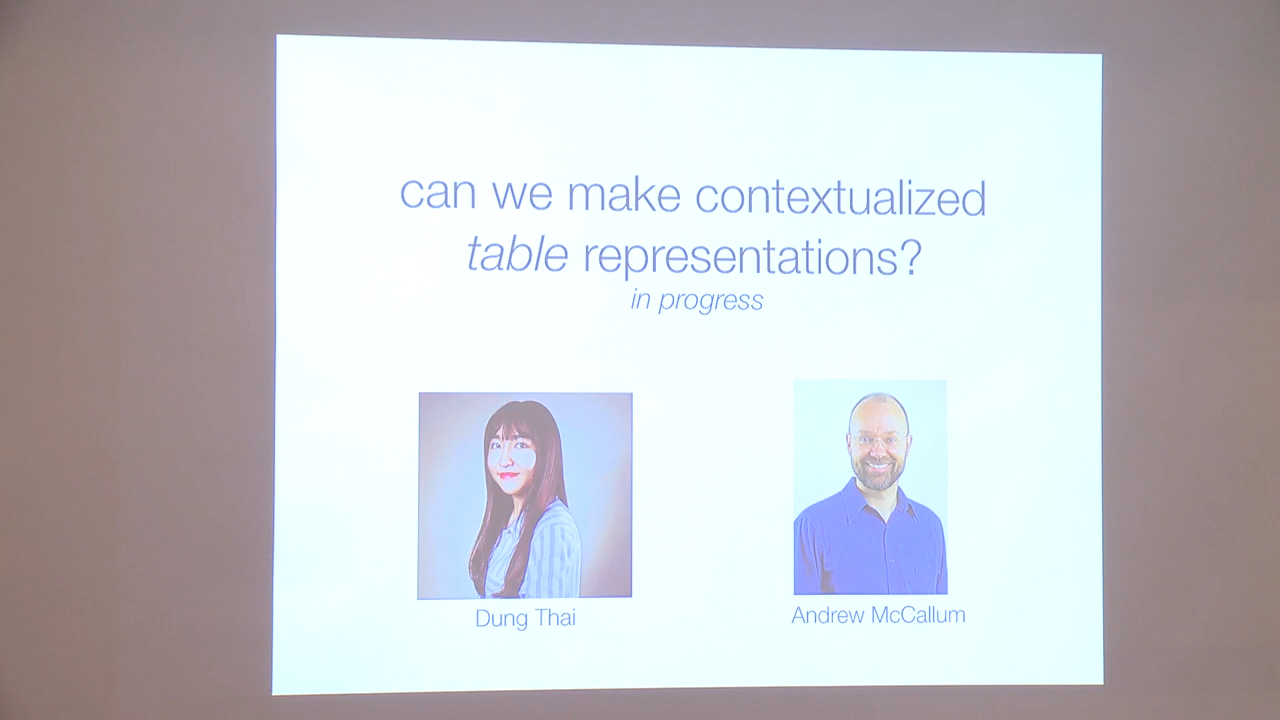 can we make contextualized
table representations?
in progress
Dung Thai
Andrew McCallum